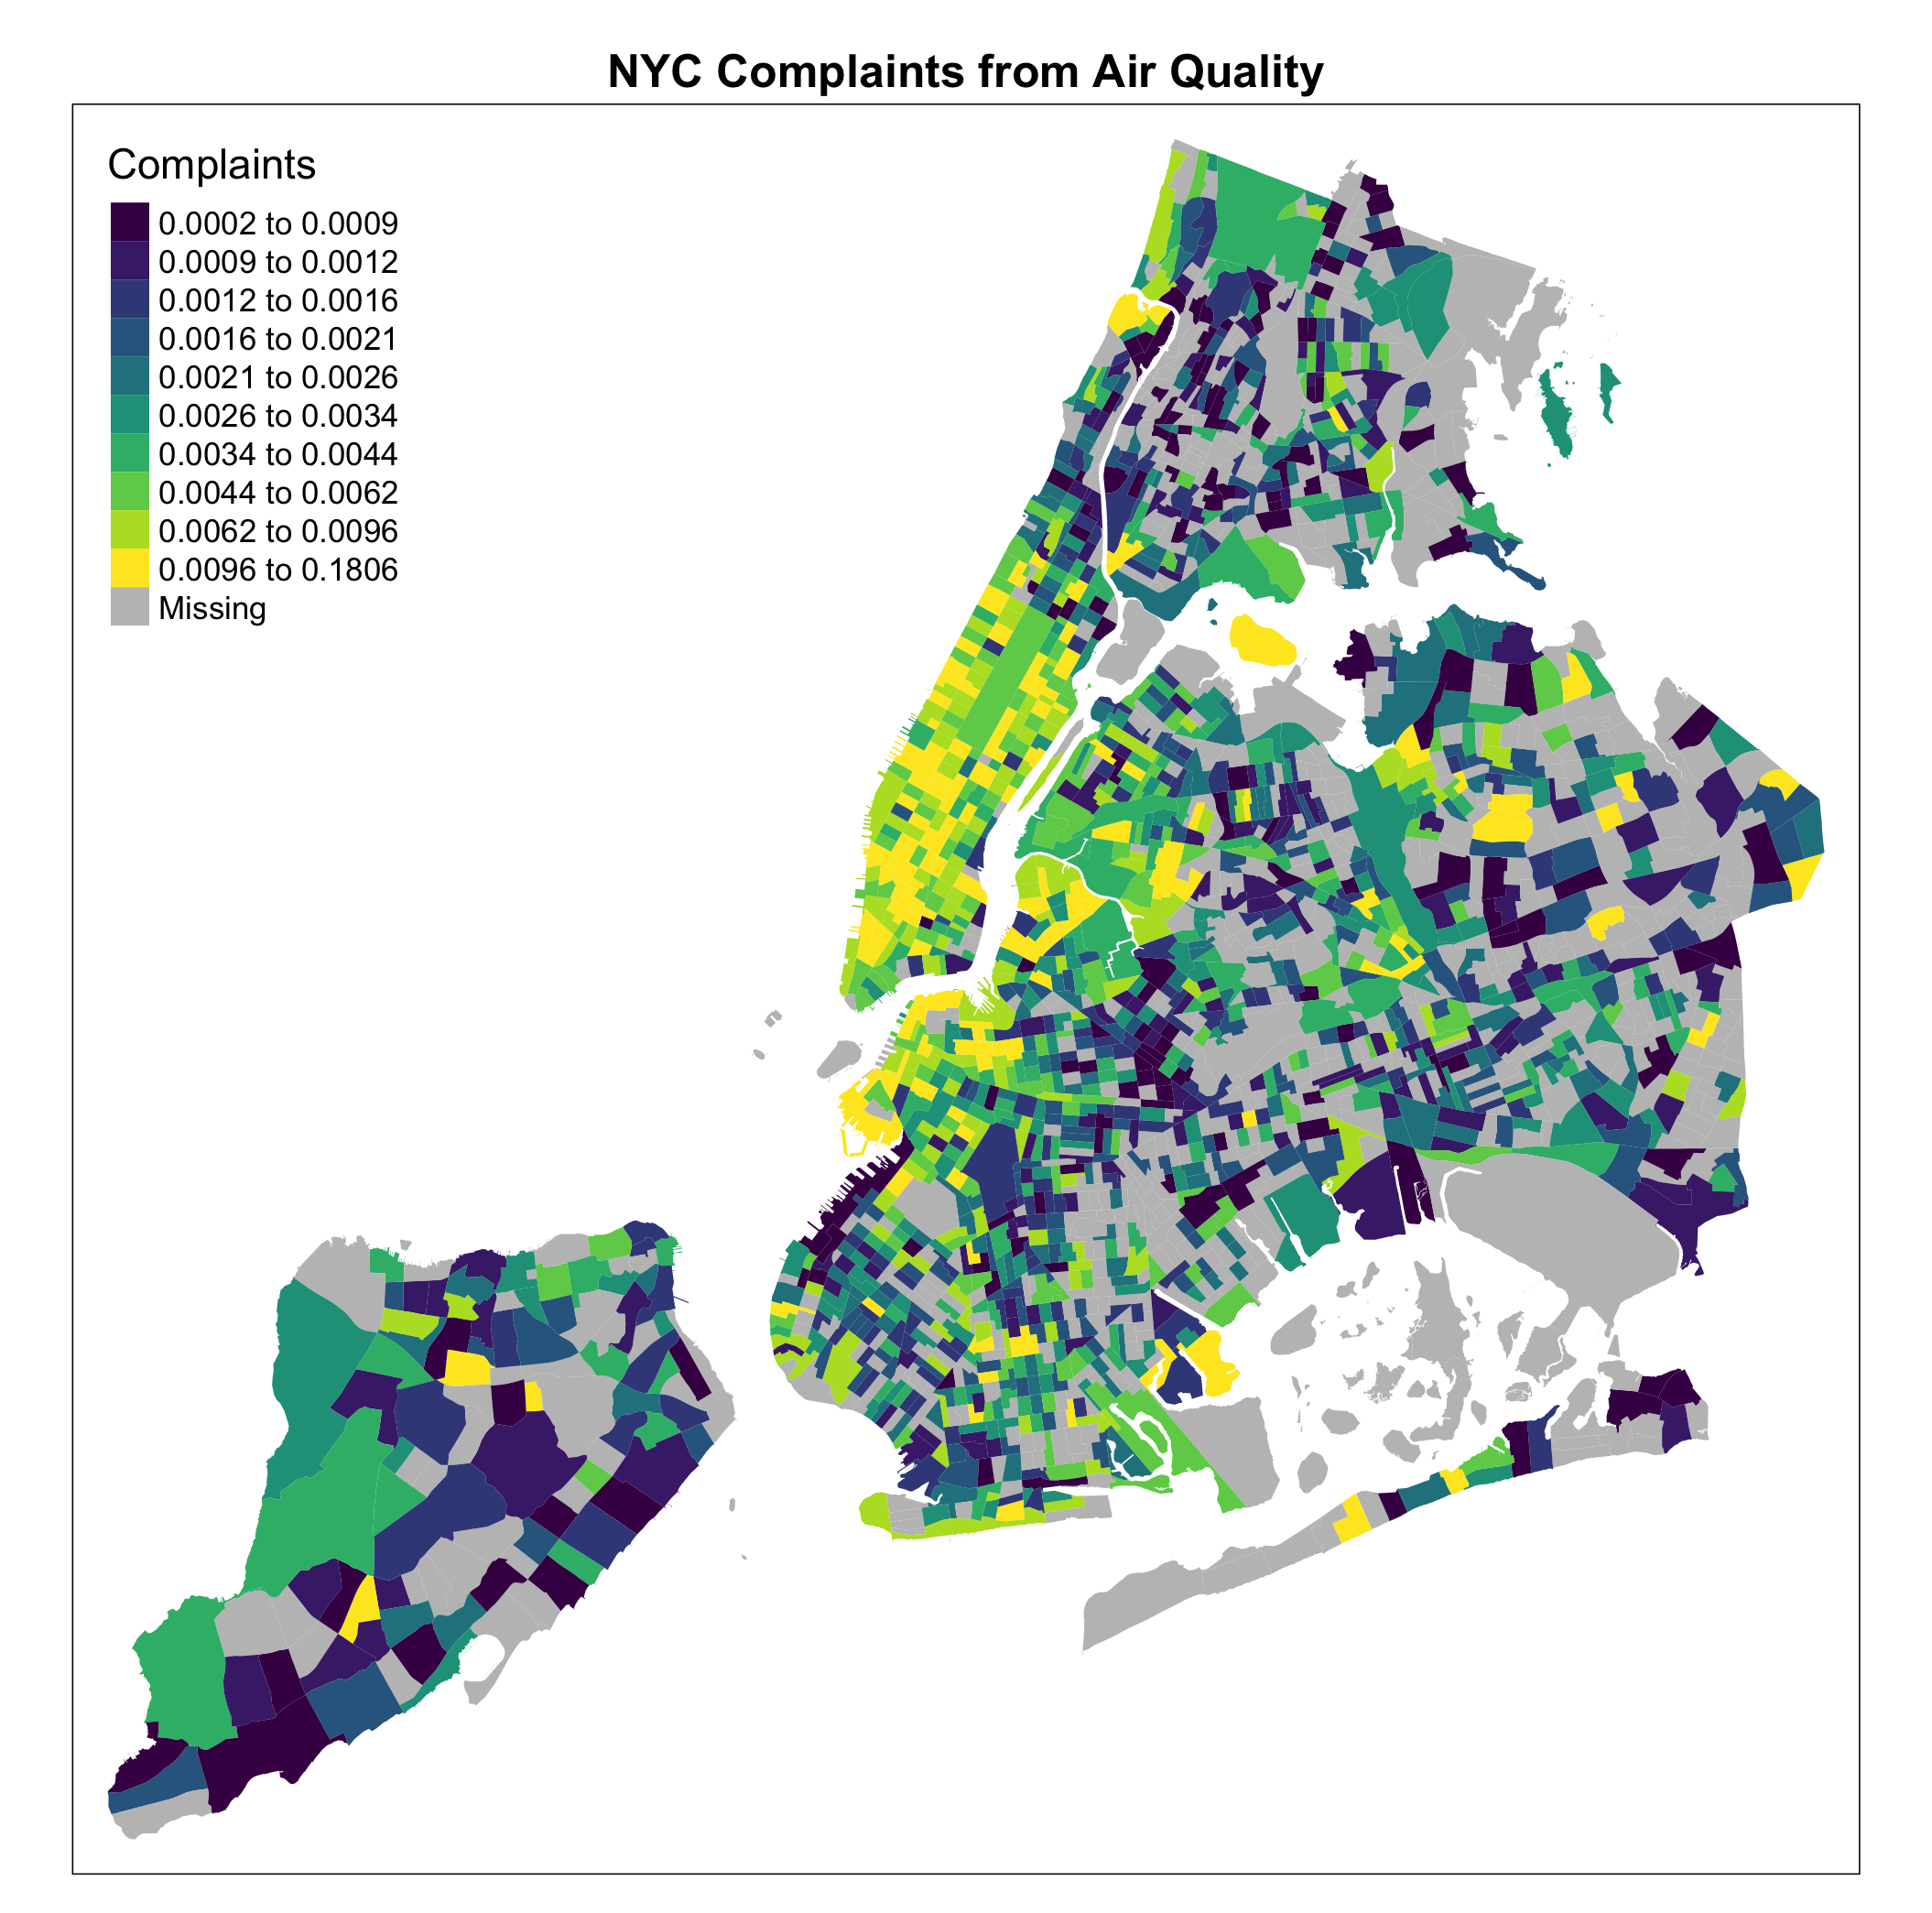 NYC Complaints from Air Quality
Complaints
0.0002 to 0.0009
0.0009 to 0.0012
0.0012 to 0.0016
0.0016 to 0.0021
0.0021 to 0.0026
0.0026 to 0.0034
0.0034 to 0.0044
0.0044 to 0.0062
0.0062 to 0.0096
0.0096 to 0.1806
Missing